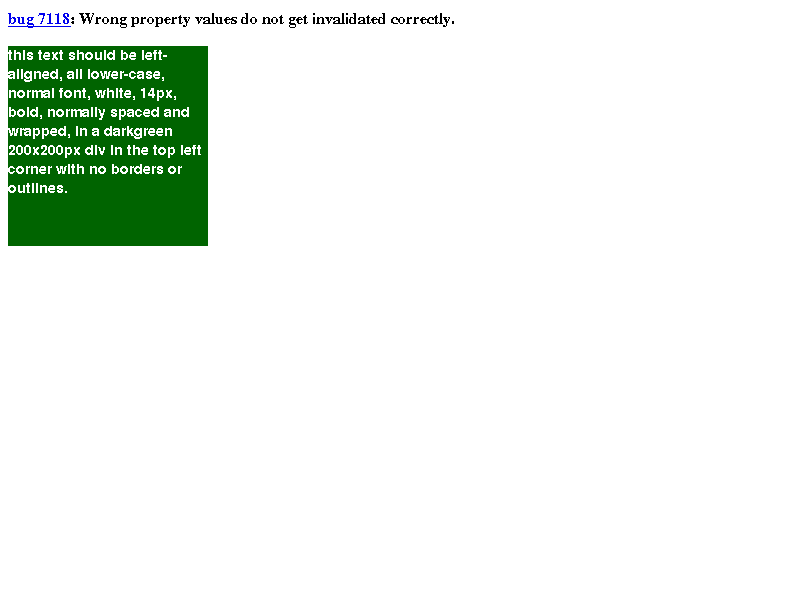 bug 7118: Wrong property values do not get invalidated correctly.
this text should be left-
aligned, all lower-case,
normal font, white, 14px,
bold, normally spaced and
wrapped, in a darkgreen
200x200px div in the top left
corner with no borders or
outlines.